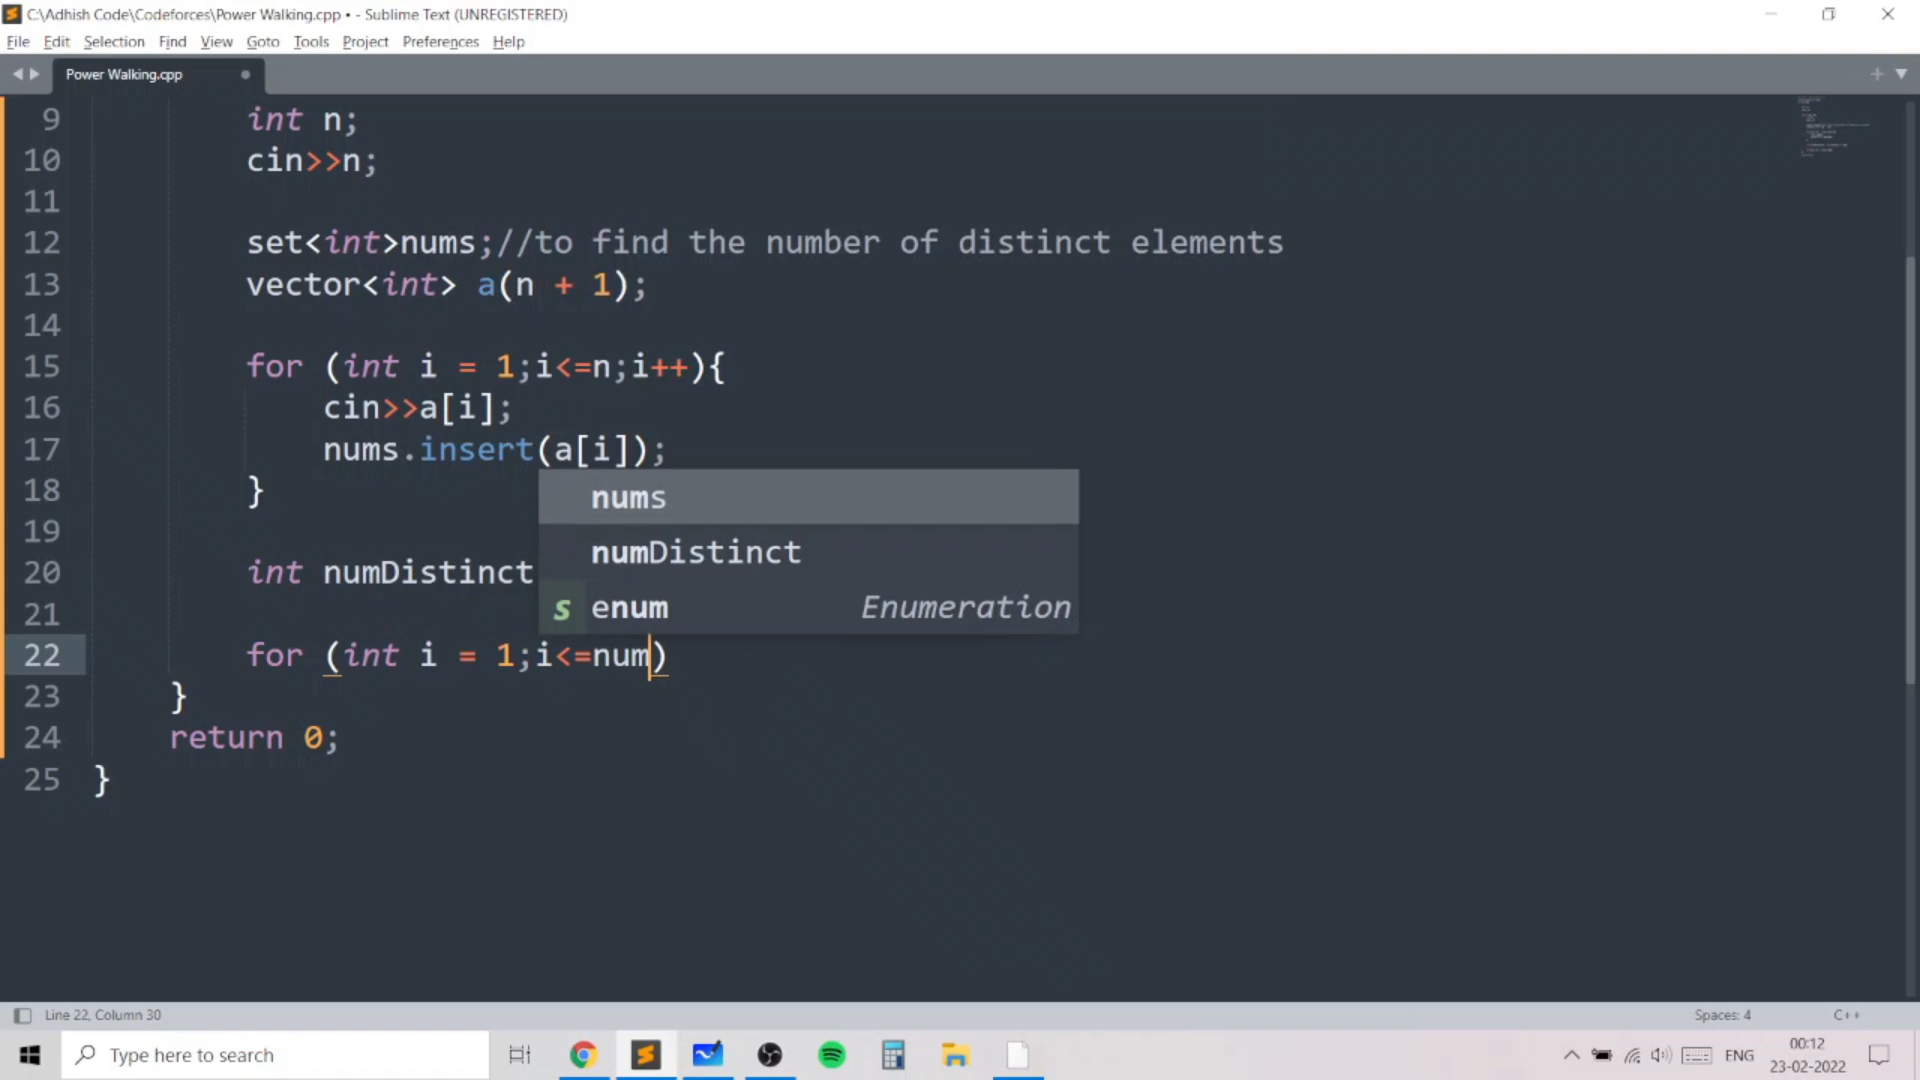 C:\Adhish Code\Codeforces\Power Walking.cpp • - Sublime Text (UNREGISTERED)
File Edit Selection Find View Goto Tools Project Preferences Help
Power Walking.cpp
9 int n;
10 cin>>n;
11
12 set<int>nums;//to find the number of distinct elements
13 vector<int> a(n + 1);
14
15 for (int i = 1;i<=n;i++){
16 cin>>a[i];
17 nums.insert(a[i]);
18 }
nums
19
numDistinct
20 int numDistinct
s enum Enumeration
21
22 for (int i = 1;i<=num)
23 }
24 return 0;
25 }
Line 22, Column 30 Spaces: 4 C++
Type here to search ENG 00:12
23-02-2022